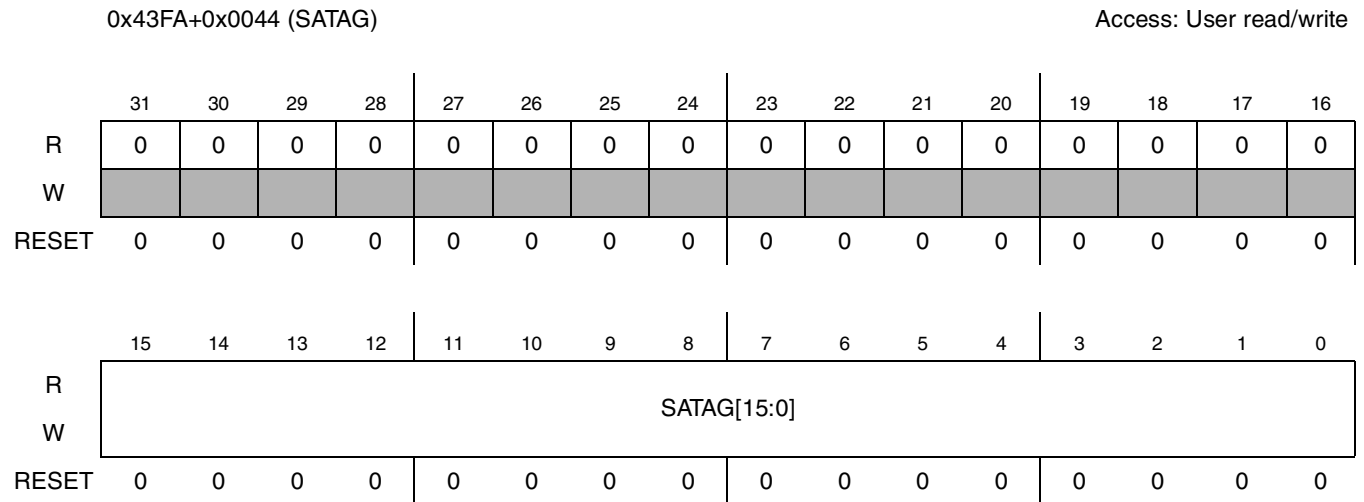 0x43FA+0x0044 (SATAG) Access: User read/write
31 30 29 28 27 26 25 24 23 22 21 20 19 18 17 16
R 0 0 0 0 0 0 0 0 0 0 0 0 0 0 0 0
W
RESET 0 0 0 0 0 0 0 0 0 0 0 0 0 0 0 0
15 14 13 12 11 10 9 8 7 6 5 4 3 2 1 0
R
SATAG[15:0]
W
RESET 0 0 0 0 0 0 0 0 0 0 0 0 0 0 0 0